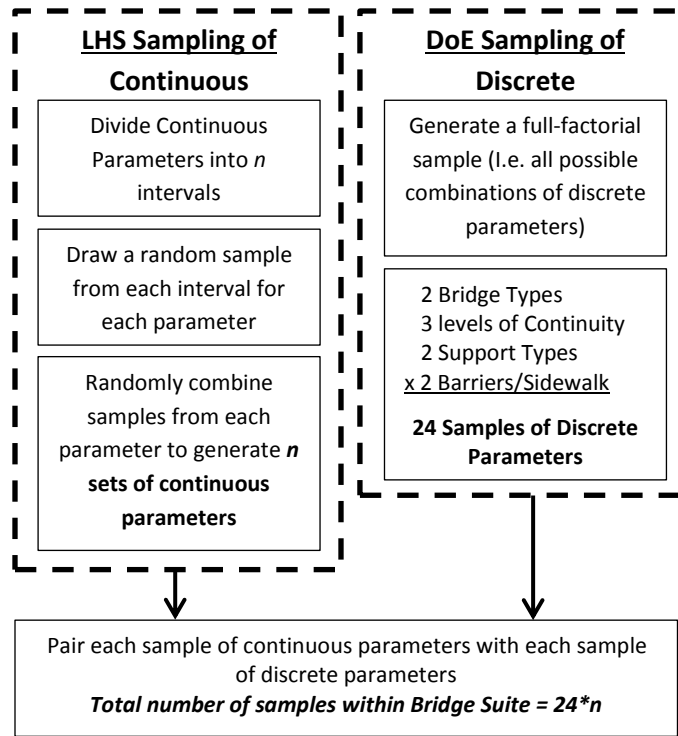 LHS Sampling of
Continuous
Divide Continuous
Parameters into n
intervals
Draw a random sample
from each interval for
each parameter
Randomly combine
samples from each
parameter to generate n
sets of continuous
parameters
DoE Sampling of
Discrete
Generate a full-factorial
sample (I.e. all possible
combinations of discrete
parameters)
2 Bridge Types
3 levels of Continuity
2 Support Types
x 2 Barriers/Sidewalk
24 Samples of Discrete
Parameters
Pair each sample of continuous parameters with each sample
of discrete parameters
Total number of samples within Bridge Suite = 24*n